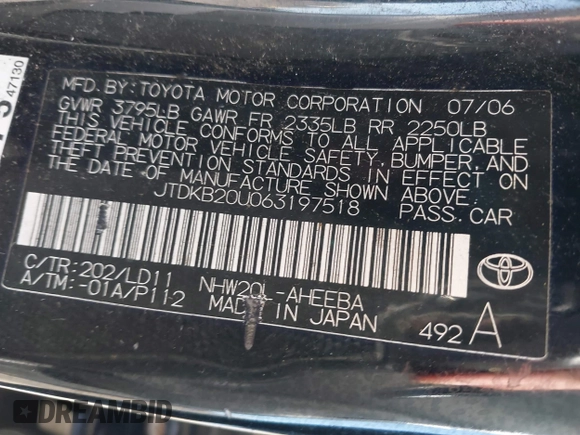 47130
MFD.BY:TOYOTA MOTOR CORPORATION 07/06
GVWR 3795LB GAWR FR 2335LB RR 2250LB
THIS VEHICLE CONFORMS TO ALL APPLICABLE
FEDERAL MOTOR VEHICLE SAFETY, BUMPER, AND
THEFT PREVENTION STANDARDS IN EFFECT ON
THE DATE OF MANUFACTURE SHOWN ABOVE.
JTDKB20U063197518 PASS.CAR
C/TR:202/LD11 NHW20L-AHEEBA
A/TM:-01A/P112 MADE IN JAPAN
492 A
TOYOTA
DREAMBID